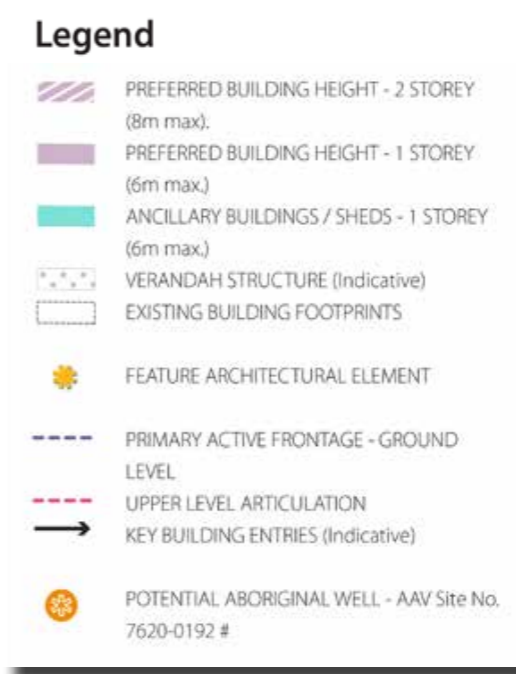 Legend
PREFERRED BUILDING HEIGHT - 2 STOREY
(8m max).
PREFERRED BUILDING HEIGHT - 1 STOREY
(6m max.)
ANCILLARY BUILDINGS / SHEDS - 1 STOREY
(6m max.)
VERANDAH STRUCTURE (Indicative)
EXISTING BUILDING FOOTPRINTS
FEATURE ARCHITECTURAL ELEMENT
PRIMARY ACTIVE FRONTAGE - GROUND
LEVEL
UPPER LEVEL ARTICULATION
KEY BUILDING ENTRIES (Indicative)
POTENTIAL ABORIGINAL WELL - AAV Site No.
7620-0192 #